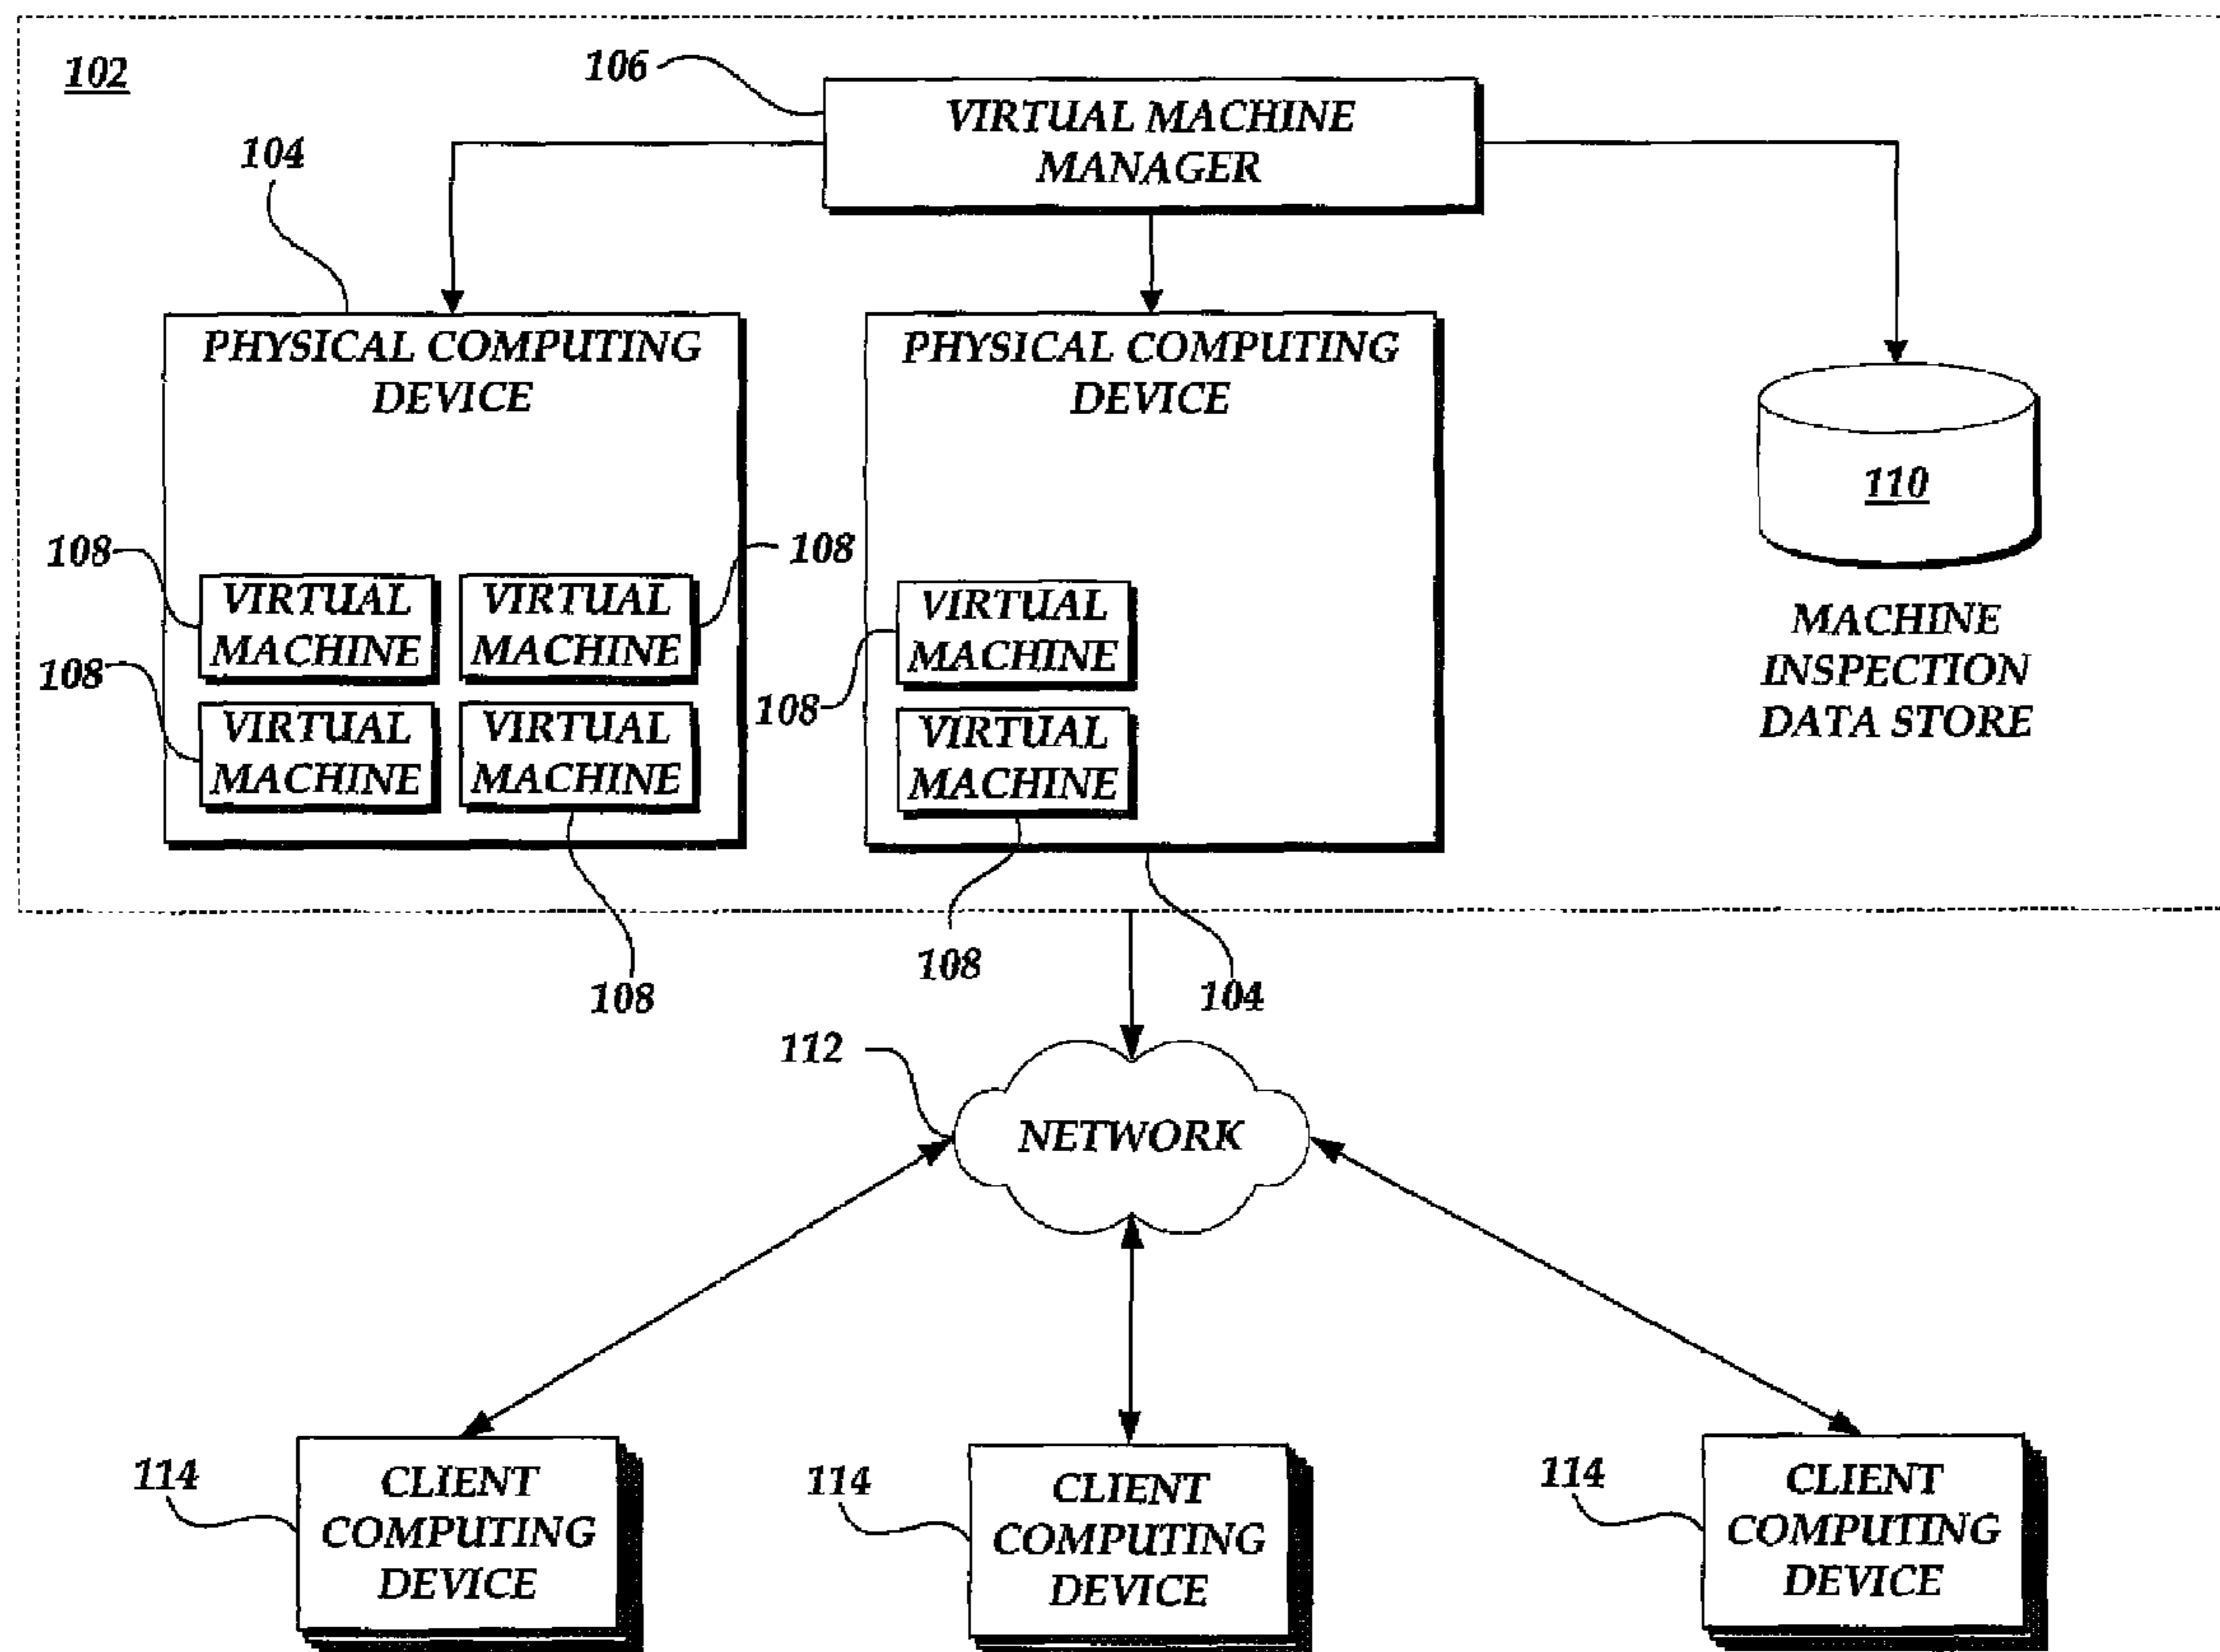 102
106
VIRTUAL MACHINE
MANAGER
104
PHYSICAL COMPUTING
DEVICE
PHYSICAL COMPUTING
DEVICE
110
MACHINE
INSPECTION
DATA STORE
108
VIRTUAL
MACHINE
VIRTUAL
MACHINE
108
108
VIRTUAL
MACHINE
VIRTUAL
MACHINE
108
108
VIRTUAL
MACHINE
VIRTUAL
MACHINE
108
104
112
NETWORK
114
CLIENT
COMPUTING
DEVICE
114
CLIENT
COMPUTING
DEVICE
114
CLIENT
COMPUTING
DEVICE